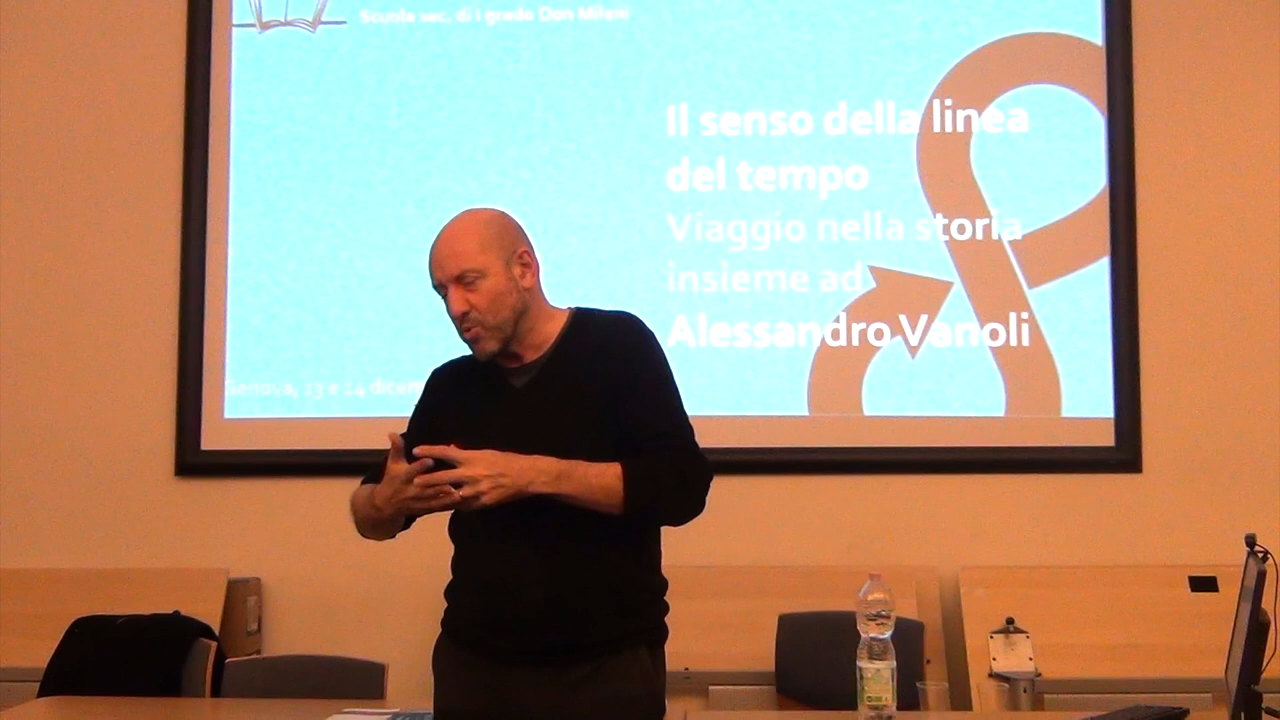 Scuola sec. di I grado Don Milani
Il senso della linea
del tempo
Viaggio nella storia
insieme ad
Alessandro Vanoli
Genova, 13 e 14